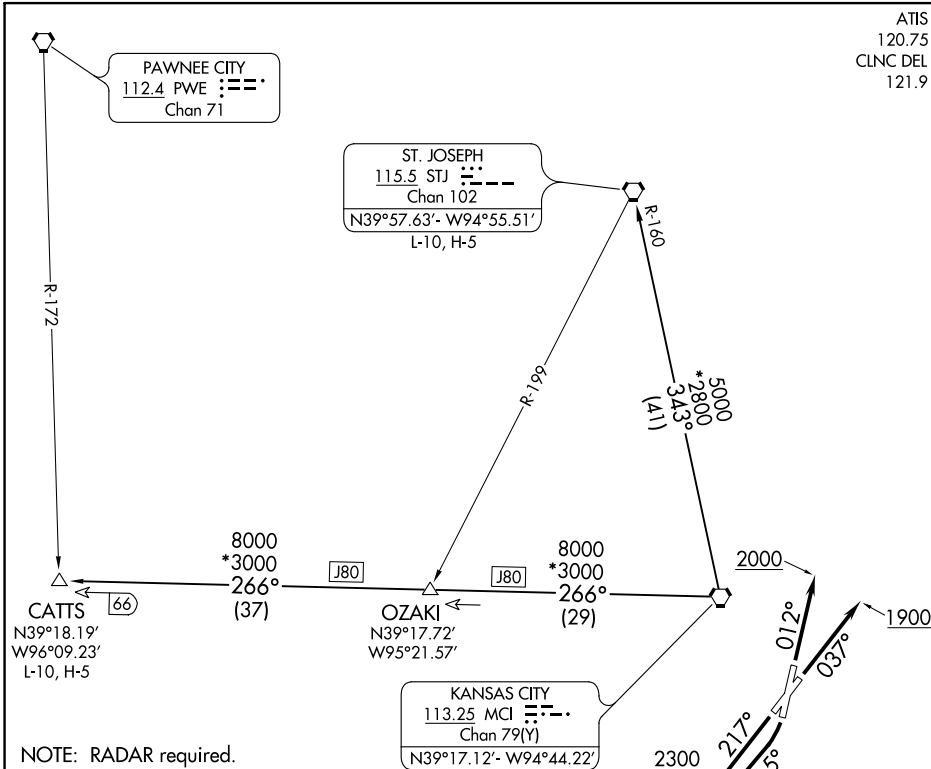 ATIS
120.75
CLNC DEL
121.9
PAWNEE CITY
112.4 PWE
Chan 71
ST. JOSEPH
115.5 STJ
Chan 102
N39°57.63'- W94°55.51'
L-10, H-5
R-160
R-172
R-199
5000
*2800
343°
(41)
8000
*3000
266°
(37)
J80
J80
8000
*3000
266°
(29)
2000
1900
012°
037°
CATTS
N39°18.19'
W96°09.23'
L-10, H-5
66
OZAKI
N39°17.72'
W95°21.57'
KANSAS CITY
113.25 MCI
Chan 79(Y)
N39°17.12'- W94°44.22'
2300
217°
NOTE: RADAR required.